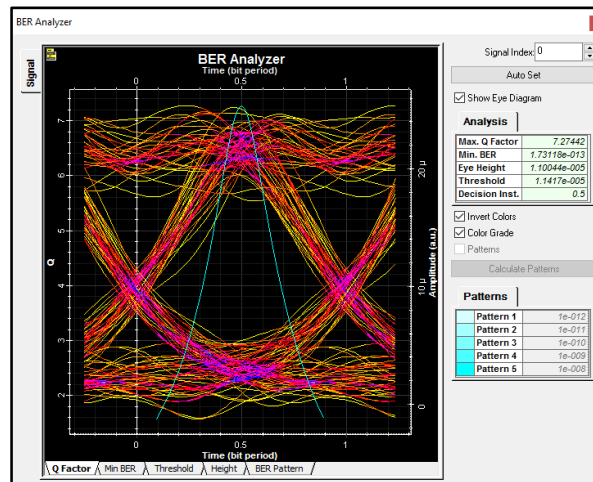 BER Analyzer
Signal
BER Analyzer
Time (bit period)
0 0.5 1
Q
7
6
5
4
3
2
Amplitude (a.u.)
20 µ
10 µ
0
0 0.5 1
Time (bit period)
Q Factor Min BER Threshold Height BER Pattern
Signal Index: 0
Auto Set
Show Eye Diagram
Analysis
Max. Q Factor 7.27442
Min. BER 1.73118e-013
Eye Height 1.10044e-005
Threshold 1.1417e-005
Decision Inst. 0.5
Invert Colors
Color Grade
Patterns
Calculate Patterns
Patterns
Pattern 1 1e-012
Pattern 2 1e-011
Pattern 3 1e-010
Pattern 4 1e-009
Pattern 5 1e-008